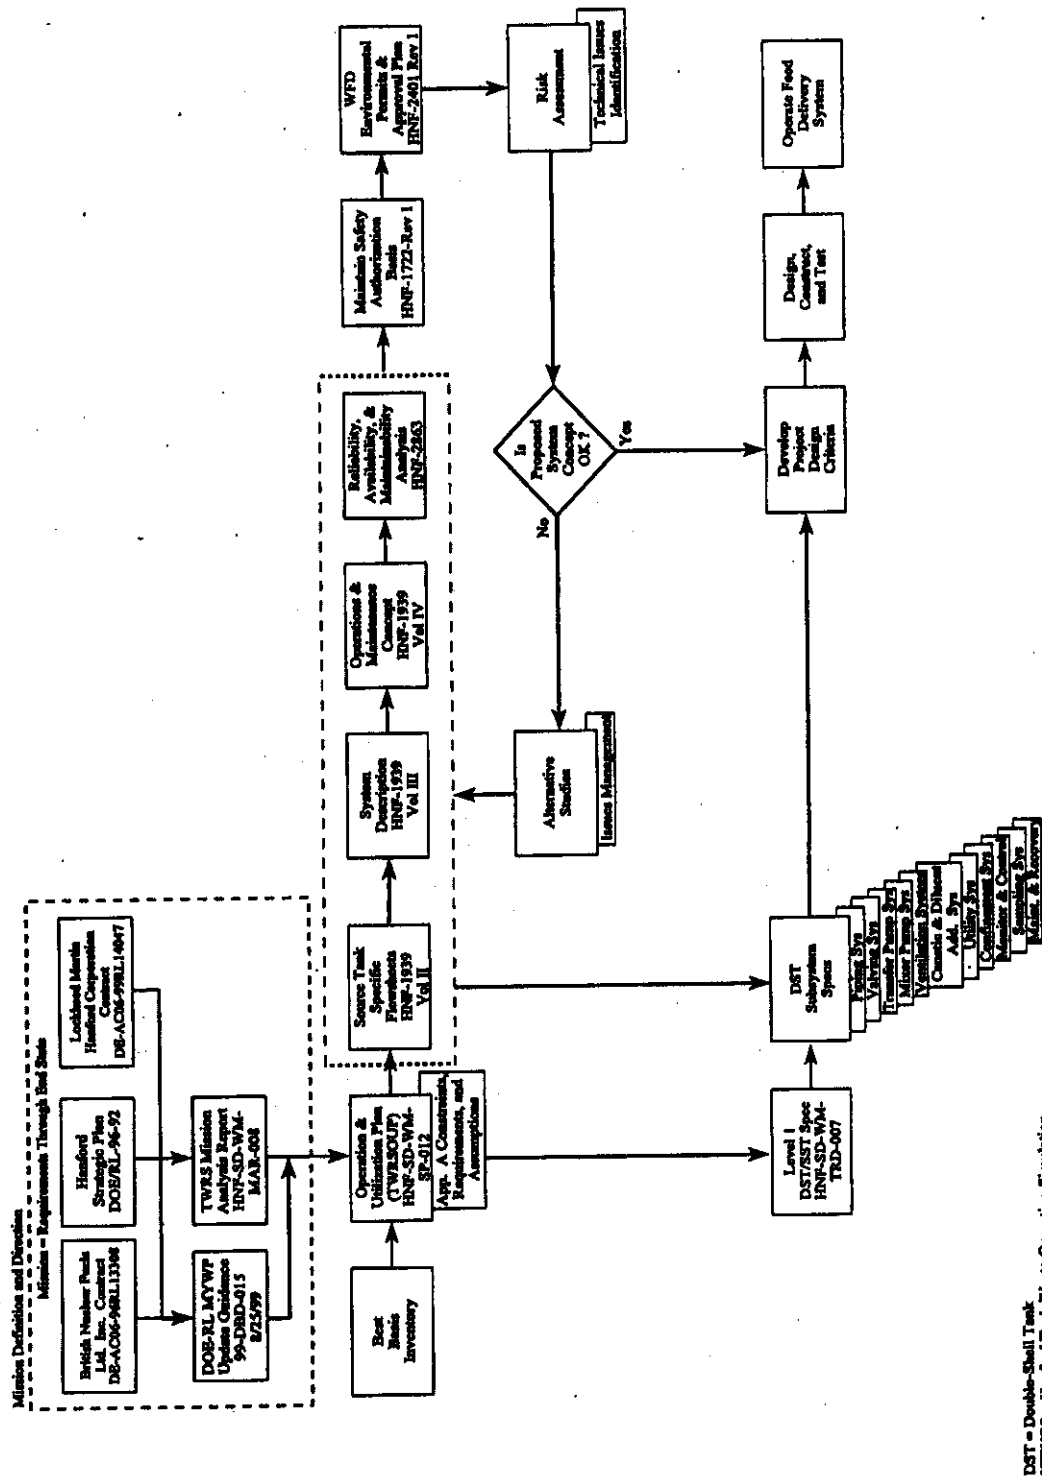 Mission Definition and Direction
Mission = Requirements Through End State
British Nuclear Fuels
Ltd. Inc. Contract
DE-AC06-96RL13308
Hanford
Strategic Plan
DOE/RL-96-92
Lockheed Martin
Hanford Corporation
Contract
DE-AC06-99RL14047
DOE-RL MYWP
Update Guidance
99-DBD-015
8/25/99
TWRS Mission
Analysis Report
HNF-SD-WM-
MAR-008
Best
Basis
Inventory
Operation &
Utilization Plan
(TWRSOUP)
HNF-SD-WM-
SP-012
App. A Constraints,
Requirements, and
Assumptions
Source Tank
Specific
Flowsheets
HNF-1939
Vol II
System
Description
HNF-1939
Vol III
Operations &
Maintenance
Concept
HNF-1939
Vol IV
Reliability,
Availability, &
Maintainability
Analysis
HNF-2863
Maintain Safety
Authorization
Basis
HNF-1722-Rev 1
WFD
Environmental
Permits &
Approval Plan
HNF-2401 Rev 1
Risk
Assessment
Technical Issues
Identification
Is
Proposed
System
Concept
OK ?
No
Yes
Alternative
Studies
Issues Management
Level 1
DST/SST Spec
HNF-SD-WM-
TRD-007
DST
Subsystem
Specs
Piping Sys
Valving Sys
Transfer Pump Sys
Mixer Pump Sys
Ventilation System
Caustic & Diluent
Add. Sys
Utility Sys
Confinement Sys
Monitor & Control
Sampling Sys
Maint. & Recovery
Develop
Project
Design
Criteria
Design,
Construct,
and Test
Operate Feed
Delivery
System
DST = Double-Shell Tank